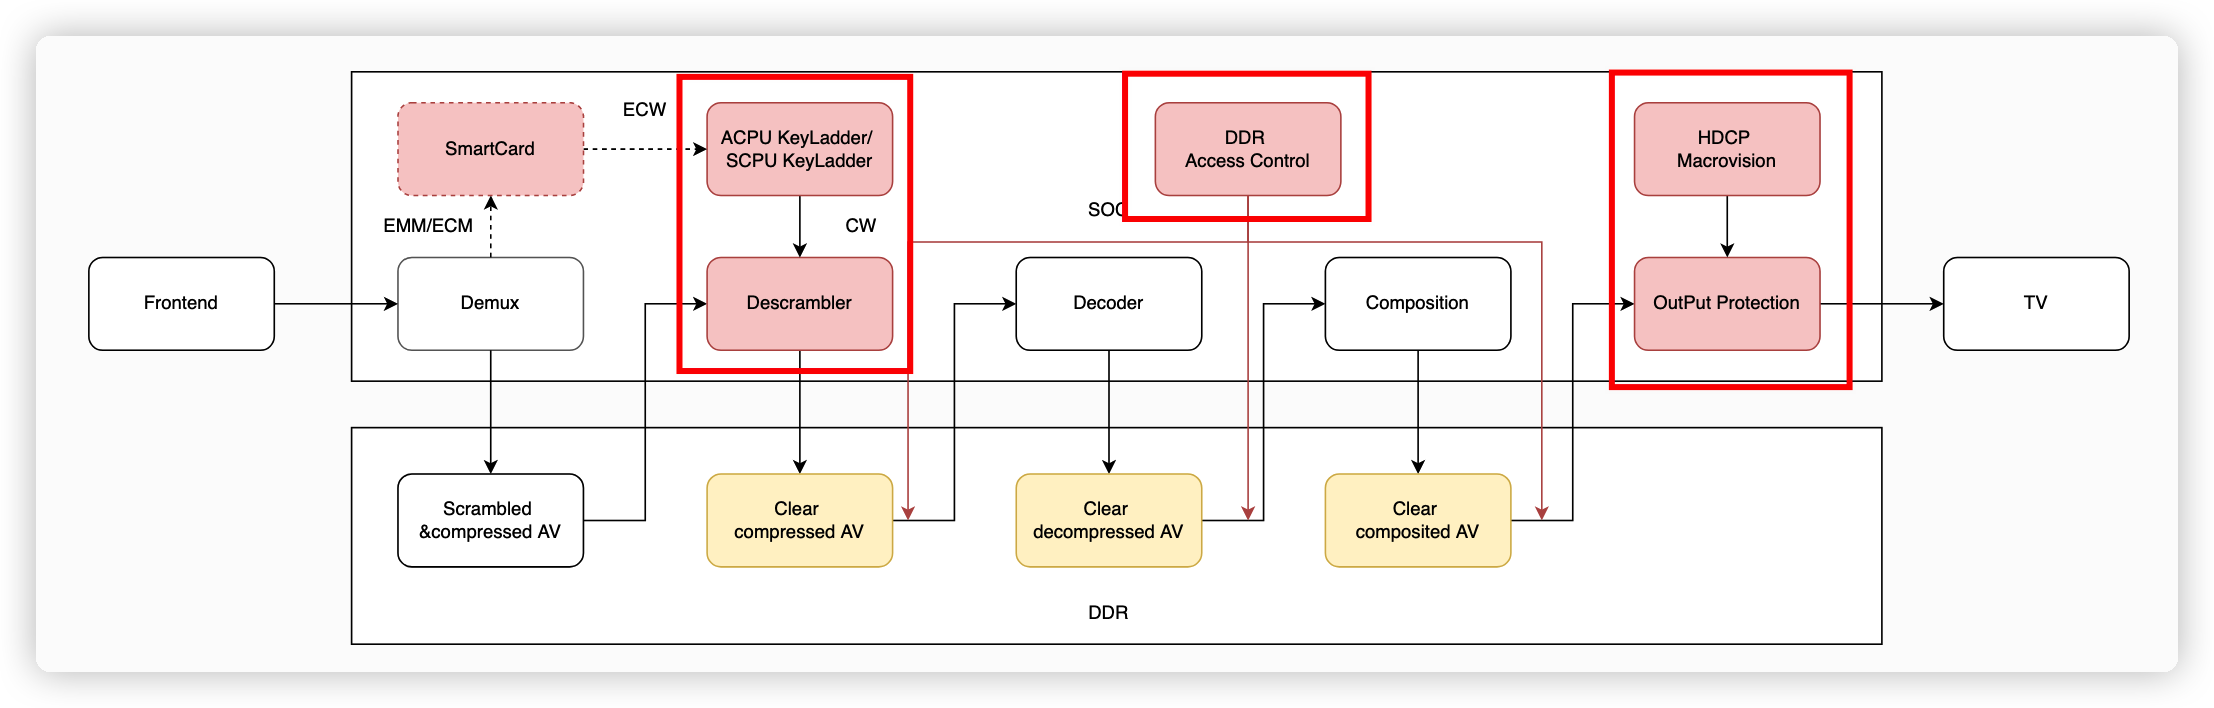 ECW
SmartCard
ACPU KeyLadder/
SCPU KeyLadder
DDR
Access Control
HDCP
Macrovision
EMM/ECM
CW
SOC
Frontend
Demux
Descrambler
Decoder
Composition
OutPut Protection
TV
Scrambled
&compressed AV
Clear
compressed AV
Clear
decompressed AV
Clear
composited AV
DDR